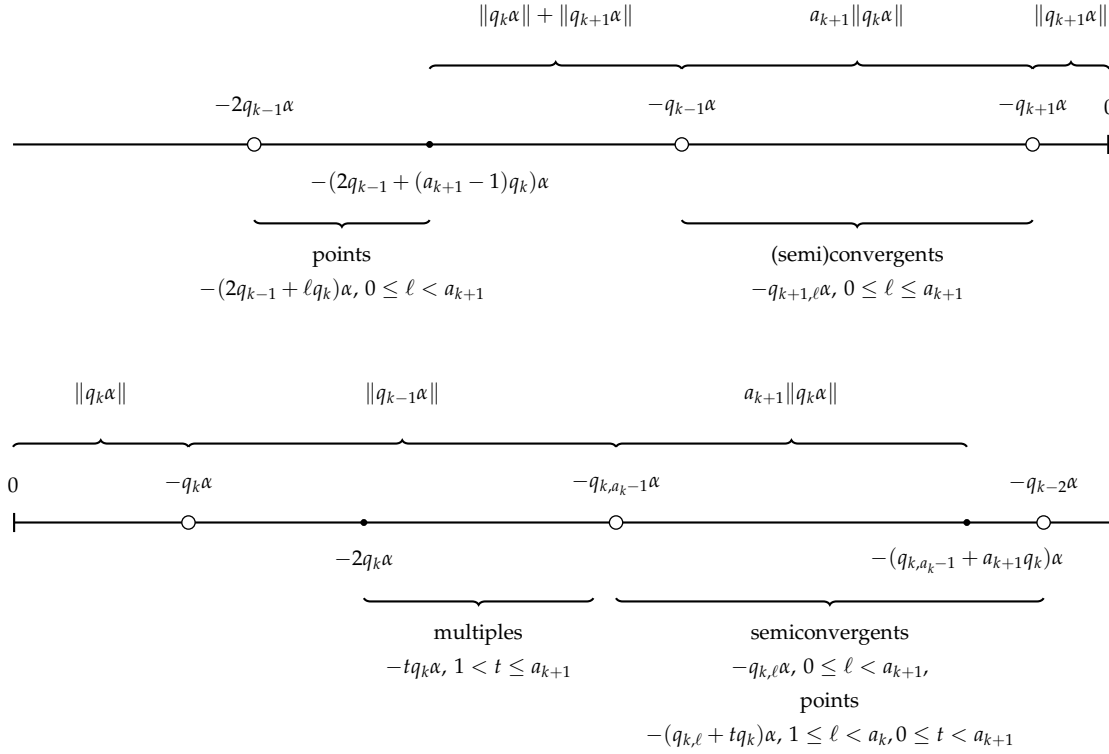 ‖q_kα‖ + ‖q_{k+1}α‖ a_{k+1}‖q_kα‖ ‖q_{k+1}α‖
−2q_{k−1}α −q_{k−1}α −q_{k+1}α 0
−(2q_{k−1} + (a_{k+1} − 1)q_k)α
points (semi)convergents
−(2q_{k−1} + ℓq_k)α, 0 ≤ ℓ < a_{k+1} −q_{k+1,ℓ}α, 0 ≤ ℓ ≤ a_{k+1}
‖q_kα‖ ‖q_{k−1}α‖ a_{k+1}‖q_kα‖
0 −q_kα −q_{k,a_k−1}α −q_{k−2}α
−2q_kα −(q_{k,a_k−1} + a_{k+1}q_k)α
multiples semiconvergents
−tq_kα, 1 < t ≤ a_{k+1} −q_{k,ℓ}α, 0 ≤ ℓ < a_{k+1},
points
−(q_{k,ℓ} + tq_k)α, 1 ≤ ℓ < a_k, 0 ≤ t < a_{k+1}